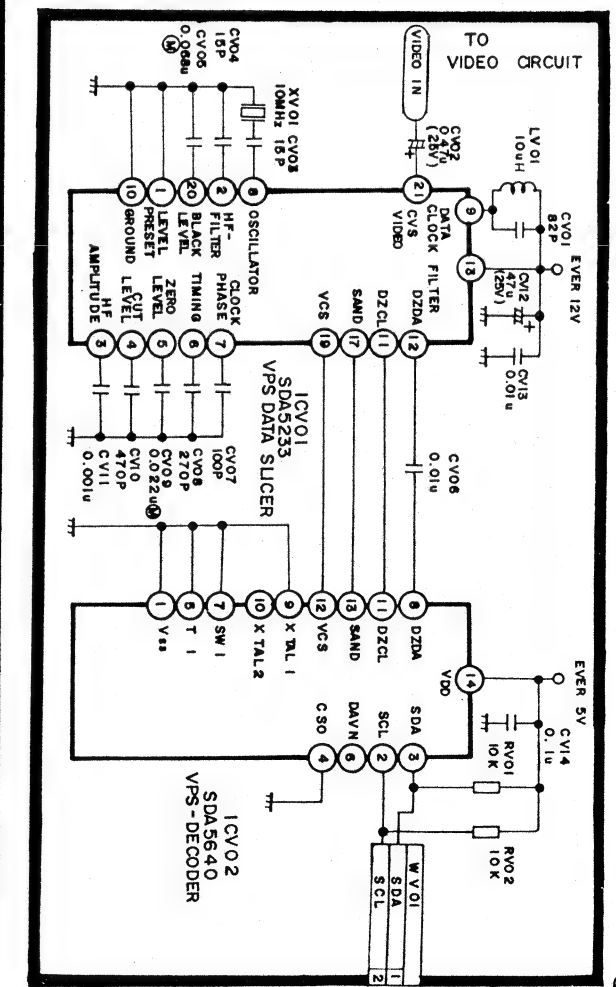 TO
VIDEO CIRCUIT
VIDEO IN
CV02
0.47u
(25V)
LV01
10uH
CV01
82P
EVER 12V
CV12
47u
(25V)
CV13
0.01u
CV04
15P
CV05
0.068u
M
XV01
10MHz
CV03
15P
10
GROUND
1
LEVEL
PRESET
20
BLACK
LEVEL
2
HF-
FILTER
8
OSCILLATOR
21
CVS
VIDEO
9
DATA
CLOCK FILTER
13
3
HF
AMPLITUDE
4
CUT
LEVEL
5
ZERO
LEVEL
6
TIMING
7
CLOCK
PHASE
19
VCS
17
SAND
11
DZCL
12
DZDA
ICV01
SDA5233
VPS DATA SLICER
CV07
100P
CV08
270P
CV09
0.022u
M
CV10
470P
CV11
0.001u
CV06
0.01u
1
Vss
5
T 1
7
SW 1
10
X TAL 2
9
X TAL 1
12
VCS
13
SAND
11
DZCL
8
DZDA
14
VDD
EVER 5V
CV14
0.1u
4
CSO
6
DAVN
2
SCL
3
SDA
RV01
10K
RV02
10K
ICV02
SDA5640
VPS-DECODER
WV01
SDA 1
SCL 2